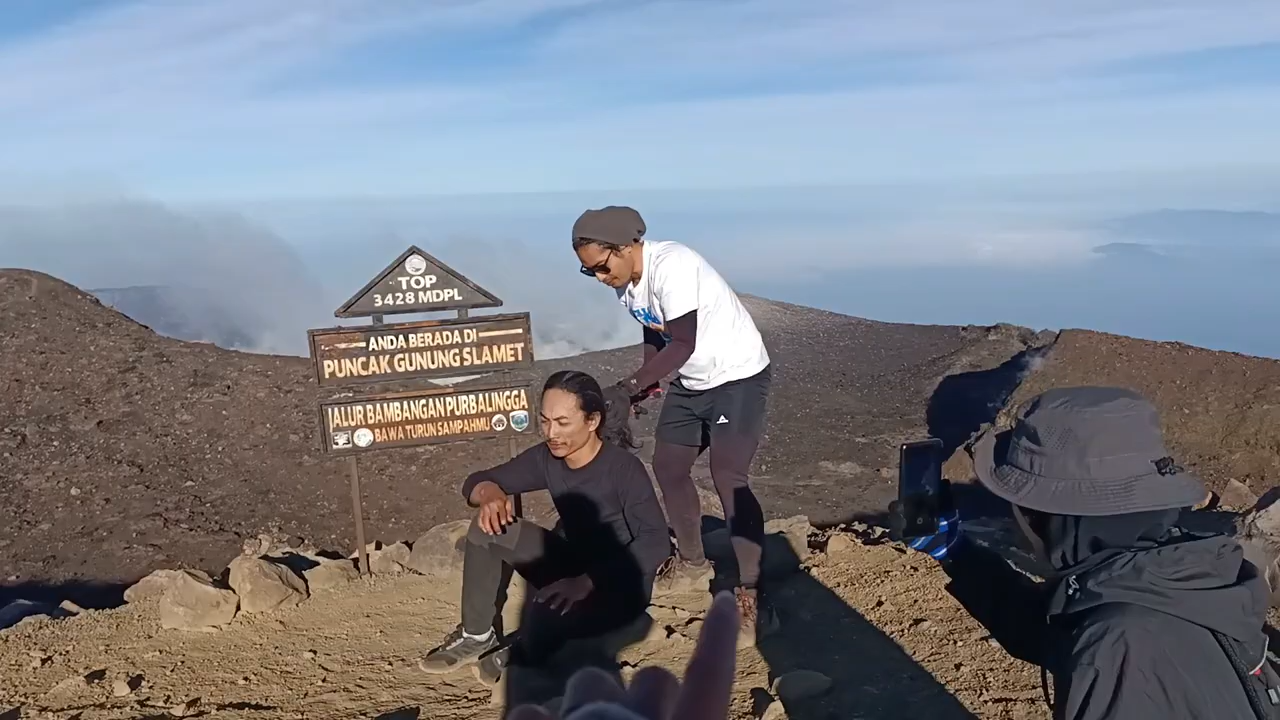 TOP
3428 MDPL
ANDA BERADA DI
PUNCAK GUNUNG SLAMET
JALUR BAMBANGAN PURBALINGGA
BAWA TURUN SAMPAHMU